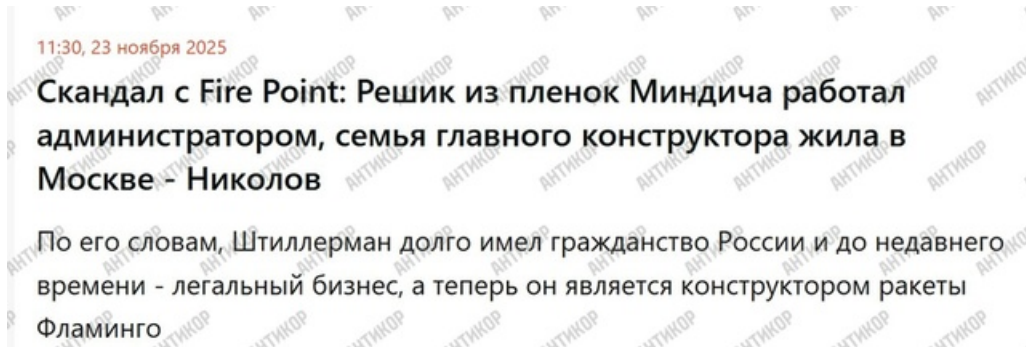 11:30, 23 ноября 2025
Скандал с Fire Point: Решик из пленок Миндича работал
администратором, семья главного конструктора жила в
Москве - Николов
По его словам, Штиллерман долго имел гражданство России и до недавнего
времени - легальный бизнес, а теперь он является конструктором ракеты
Фламинго
АНТИКОР